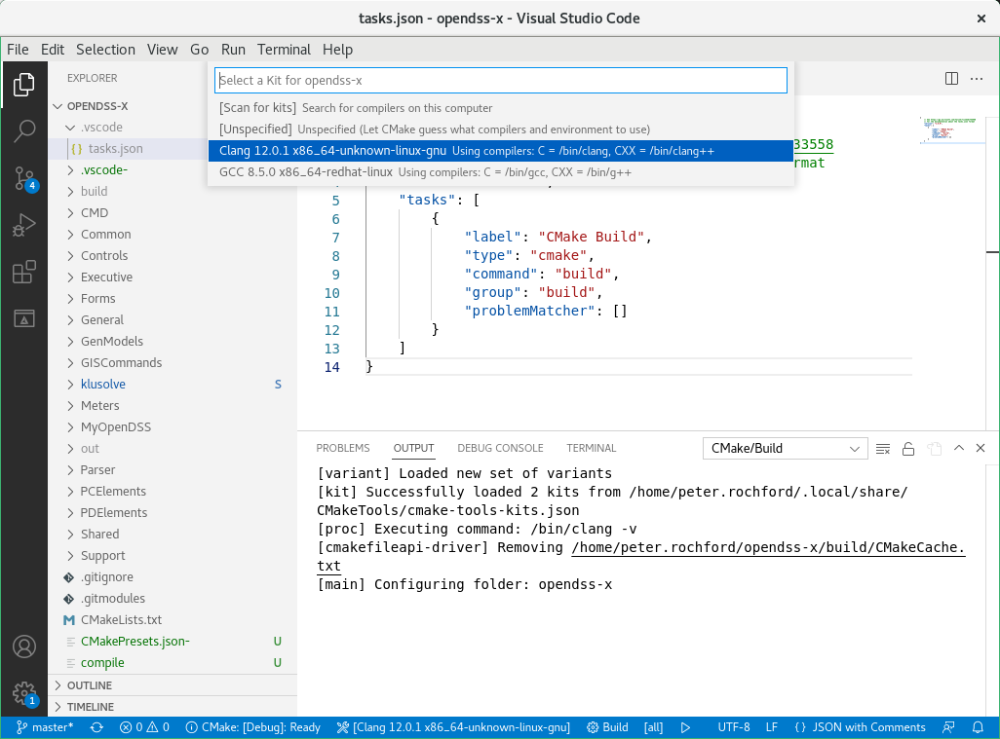 tasks.json - opendss-x - Visual Studio Code
File Edit Selection View Go Run Terminal Help
EXPLORER
OPENDSS-X
.vscode
{} tasks.json
.vscode-
build
CMD
Common
Controls
Executive
Forms
General
GenModels
GISCommands
klusolve S
Meters
MyOpenDSS
out
Parser
PCElements
PDElements
Shared
Support
.gitignore
.gitmodules
CMakeLists.txt
CMakePresets.json- U
compile U
OUTLINE
TIMELINE
4
1
Select a Kit for opendss-x
[Scan for kits] Search for compilers on this computer
[Unspecified] Unspecified (Let CMake guess what compilers and environment to use)
Clang 12.0.1 x86_64-unknown-linux-gnu Using compilers: C = /bin/clang, CXX = /bin/clang++
GCC 8.5.0 x86_64-redhat-linux Using compilers: C = /bin/gcc, CXX = /bin/g++
33558
rmat
5 "tasks": [
6 {
7 "label": "CMake Build",
8 "type": "cmake",
9 "command": "build",
10 "group": "build",
11 "problemMatcher": []
12 }
13 ]
14 }
PROBLEMS OUTPUT DEBUG CONSOLE TERMINAL CMake/Build
[variant] Loaded new set of variants
[kit] Successfully loaded 2 kits from /home/peter.rochford/.local/share/
CMakeTools/cmake-tools-kits.json
[proc] Executing command: /bin/clang -v
[cmakefileapi-driver] Removing /home/peter.rochford/opendss-x/build/CMakeCache.
txt
[main] Configuring folder: opendss-x
master* 0 0 CMake: [Debug]: Ready [Clang 12.0.1 x86_64-unknown-linux-gnu] Build [all] UTF-8 LF {} JSON with Comments